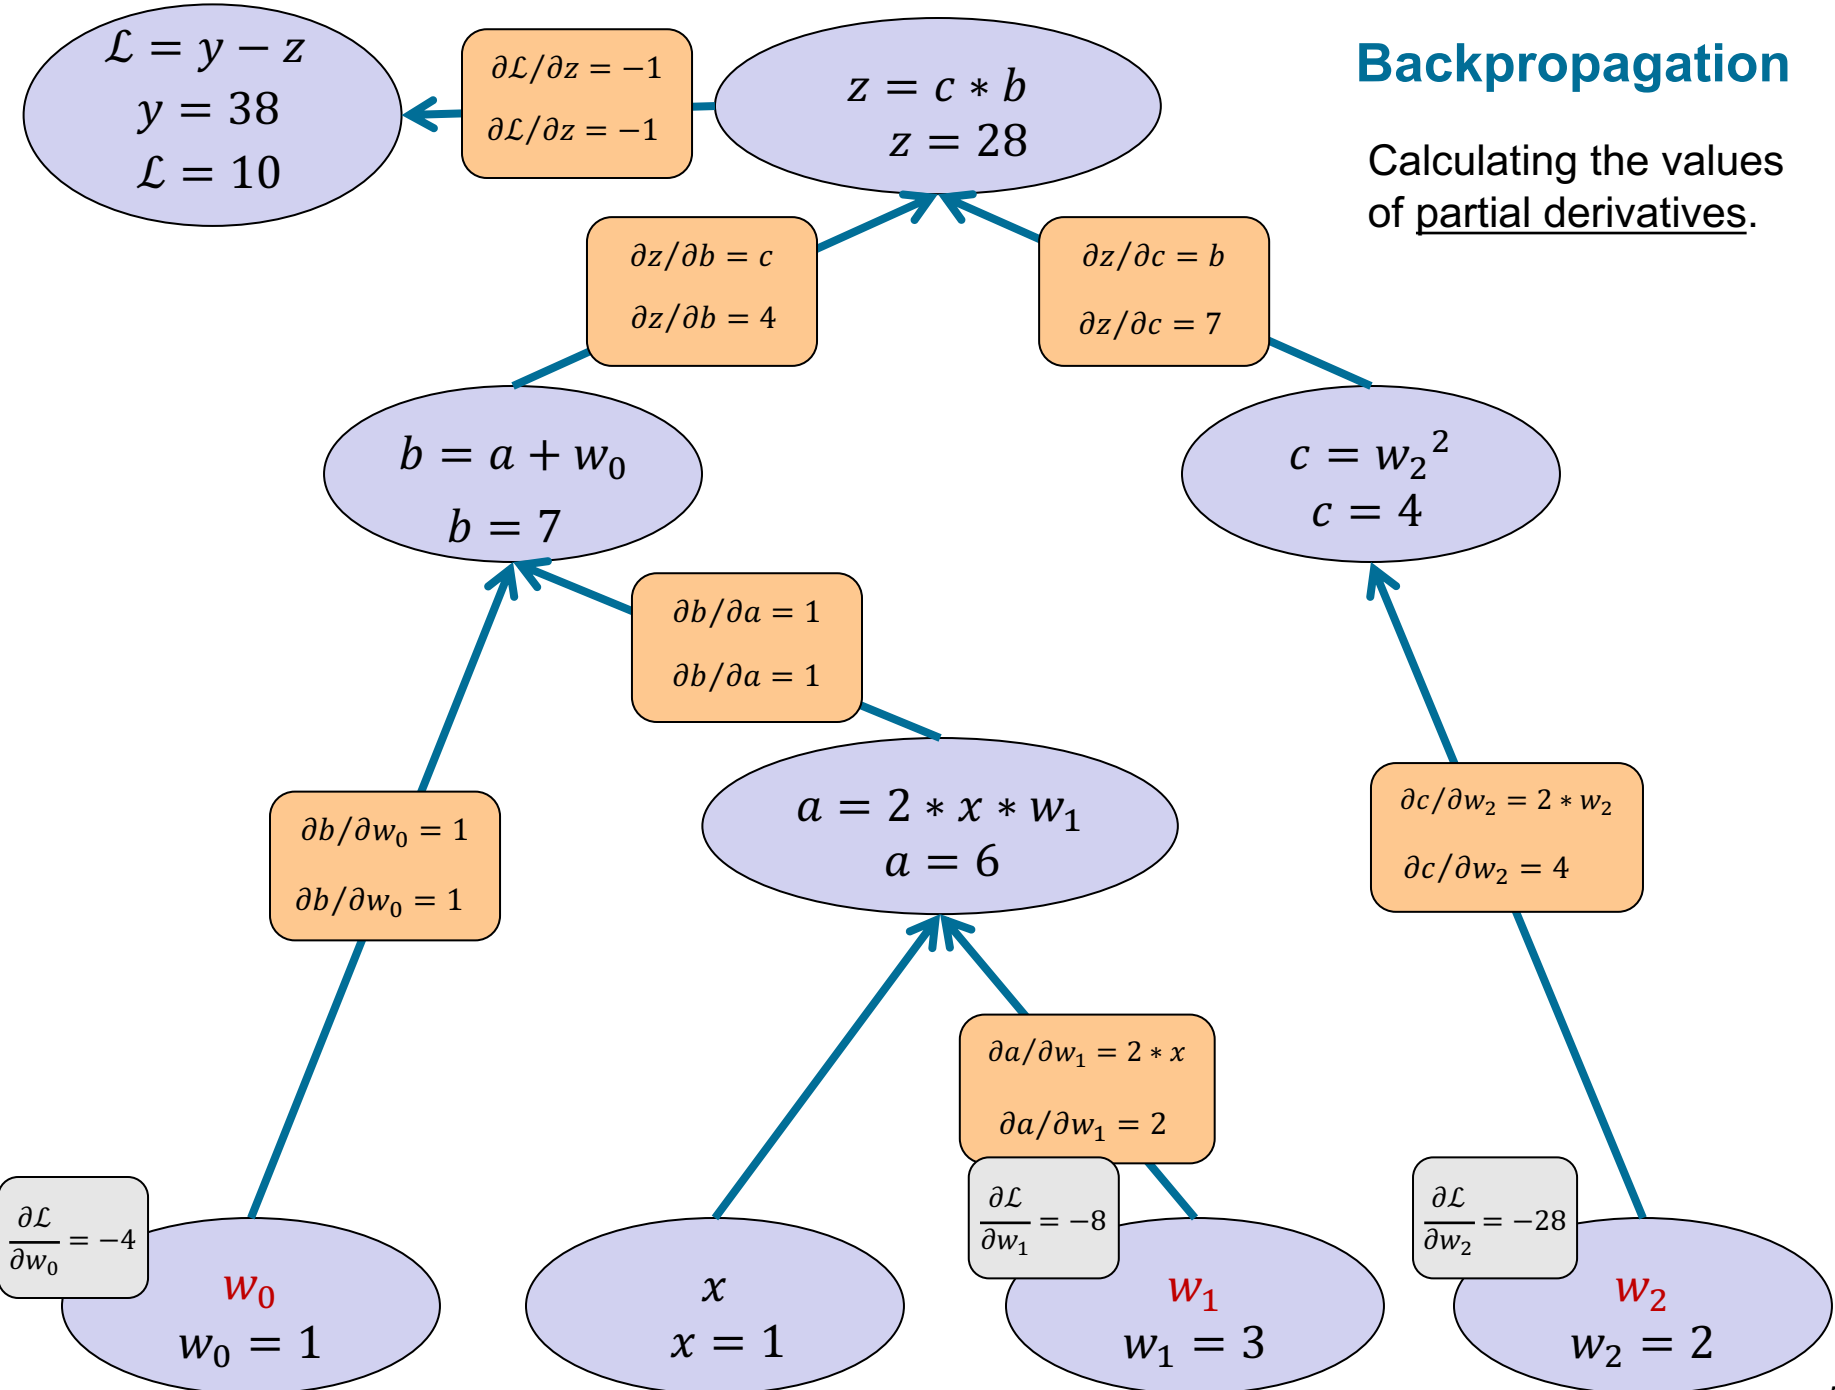 ℒ = y − z
y = 38
ℒ = 10
∂ℒ/∂z = −1
∂ℒ/∂z = −1
z = c ∗ b
z = 28
Backpropagation
Calculating the values
of partial derivatives.
∂z/∂b = c
∂z/∂b = 4
∂z/∂c = b
∂z/∂c = 7
b = a + w₀
b = 7
c = w₂²
c = 4
∂b/∂a = 1
∂b/∂a = 1
∂b/∂w₀ = 1
∂b/∂w₀ = 1
a = 2 ∗ x ∗ w₁
a = 6
∂c/∂w₂ = 2 ∗ w₂
∂c/∂w₂ = 4
∂a/∂w₁ = 2 ∗ x
∂a/∂w₁ = 2
∂ℒ/∂w₀ = −4
w₀
w₀ = 1
x
x = 1
∂ℒ/∂w₁ = −8
w₁
w₁ = 3
∂ℒ/∂w₂ = −28
w₂
w₂ = 2